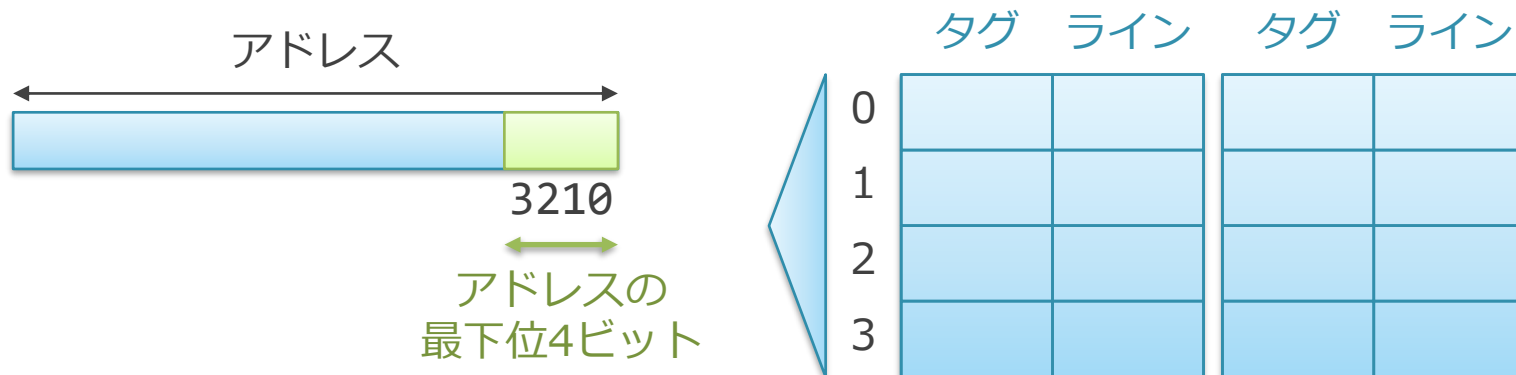 アドレス
3210
アドレスの
最下位4ビット
タグ ライン タグ ライン
0
1
2
3